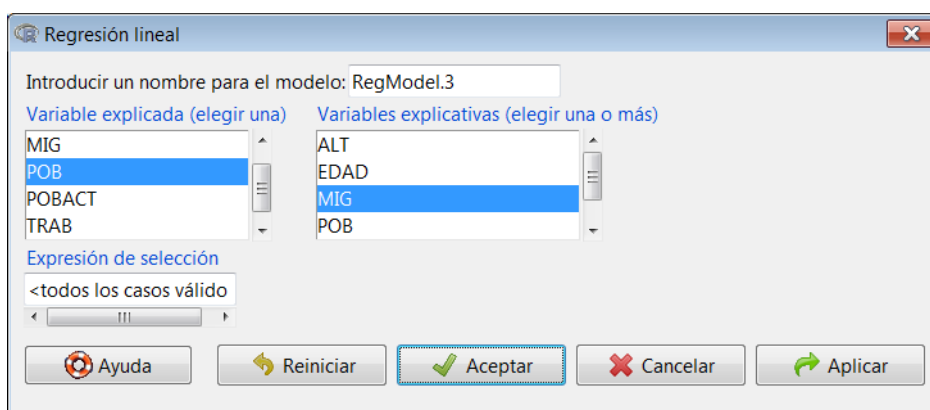 Regresión lineal
Introducir un nombre para el modelo: RegModel.3
Variable explicada (elegir una)
MIG
POB
POBACT
TRAB
Variables explicativas (elegir una o más)
ALT
EDAD
MIG
POB
Expresión de selección
<todos los casos válido
Ayuda
Reiniciar
Aceptar
Cancelar
Aplicar